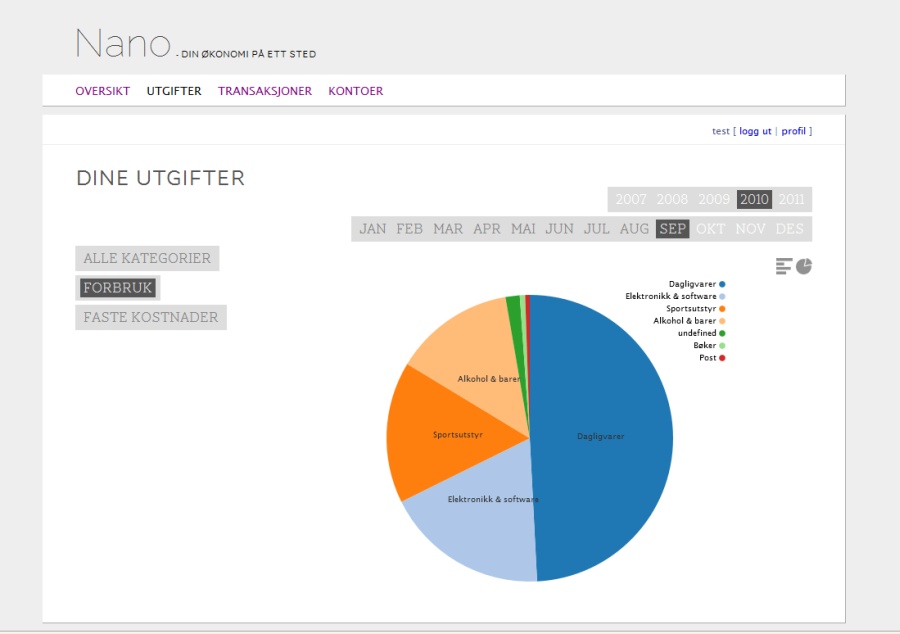 Nano - DIN ØKONOMI PÅ ETT STED
OVERSIKT UTGIFTER TRANSAKSJONER KONTOER
test [ logg ut | profil ]
DINE UTGIFTER
2007 2008 2009 2010 2011
JAN FEB MAR APR MAI JUN JUL AUG SEP OKT NOV DES
ALLE KATEGORIER
FORBRUK
FASTE KOSTNADER
Dagligvarer
Elektronikk & software
Sportsutstyr
Alkohol & barer
undefined
Bøker
Post
Alkohol & barer
Sportsutstyr
Dagligvarer
Elektronikk & software